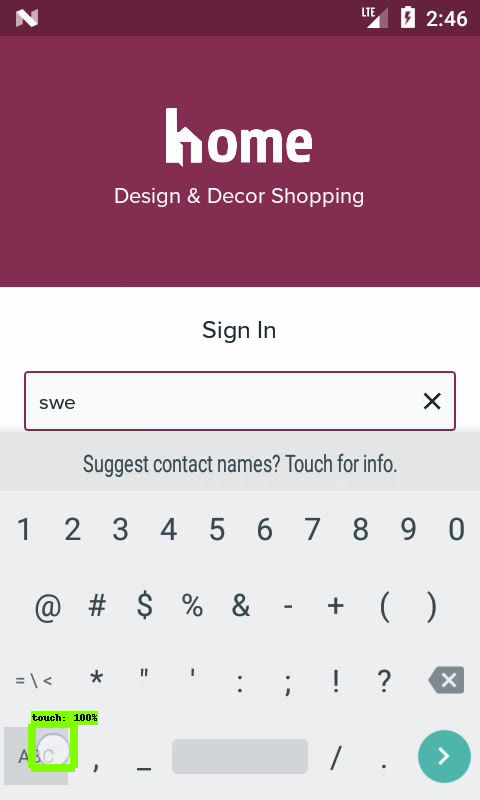 LTE 2:46
home
Design & Decor Shopping
Sign In
swe
Suggest contact names? Touch for info.
1 2 3 4 5 6 7 8 9 0
@ # $ % & - + ( )
= \ < * " ' : ; ! ?
touch: 100%
ABC , _ / .